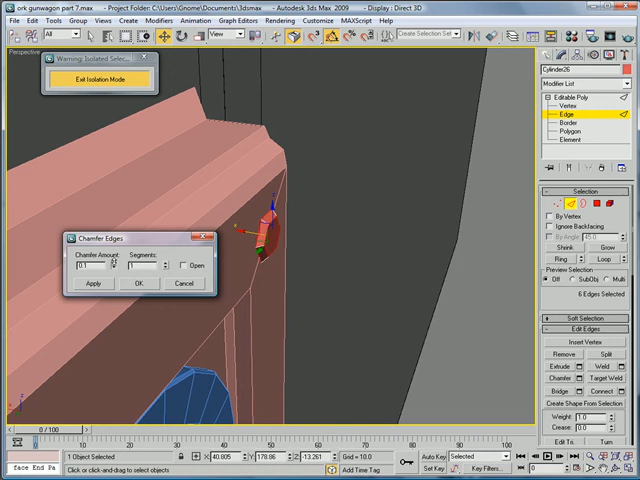 ork gunwagon part 7.max - Project Folder: C:\Users\Gnome\Documents\3dsmax - Autodesk 3ds Max 2009 - Display : Direct 3D
File Edit Tools Group Views Create Modifiers Animation Graph Editors Rendering Customize MAXScript Help
All View Create Selection Set
Perspective
Warning: Isolated Selec...
Exit Isolation Mode
Cylinder26
Modifier List
Editable Poly
Vertex
Edge
Border
Polygon
Element
Selection
By Vertex
Ignore Backfacing
By Angle: 45.0
Shrink Grow
Ring Loop
Preview Selection
Off SubObj Multi
6 Edges Selected
Soft Selection
Edit Edges
Insert Vertex
Remove Split
Extrude Weld
Chamfer Target Weld
Bridge Connect
Create Shape From Selection
Weight: 1.0
Crease: 0.0
Edit Tri. Turn
Chamfer Edges
Chamfer Amount: Segments:
0.1 1 Open
Apply OK Cancel
0 / 100
0 10 20 30 40 50 60 70 80 90 100
1 Object Selected X: 40.805 Y: 178.86 Z: -13.261 Grid = 10.0 Auto Key Selected
face End Pa Click or click-and-drag to select objects Add Time Tag Set Key Key Filters... 0